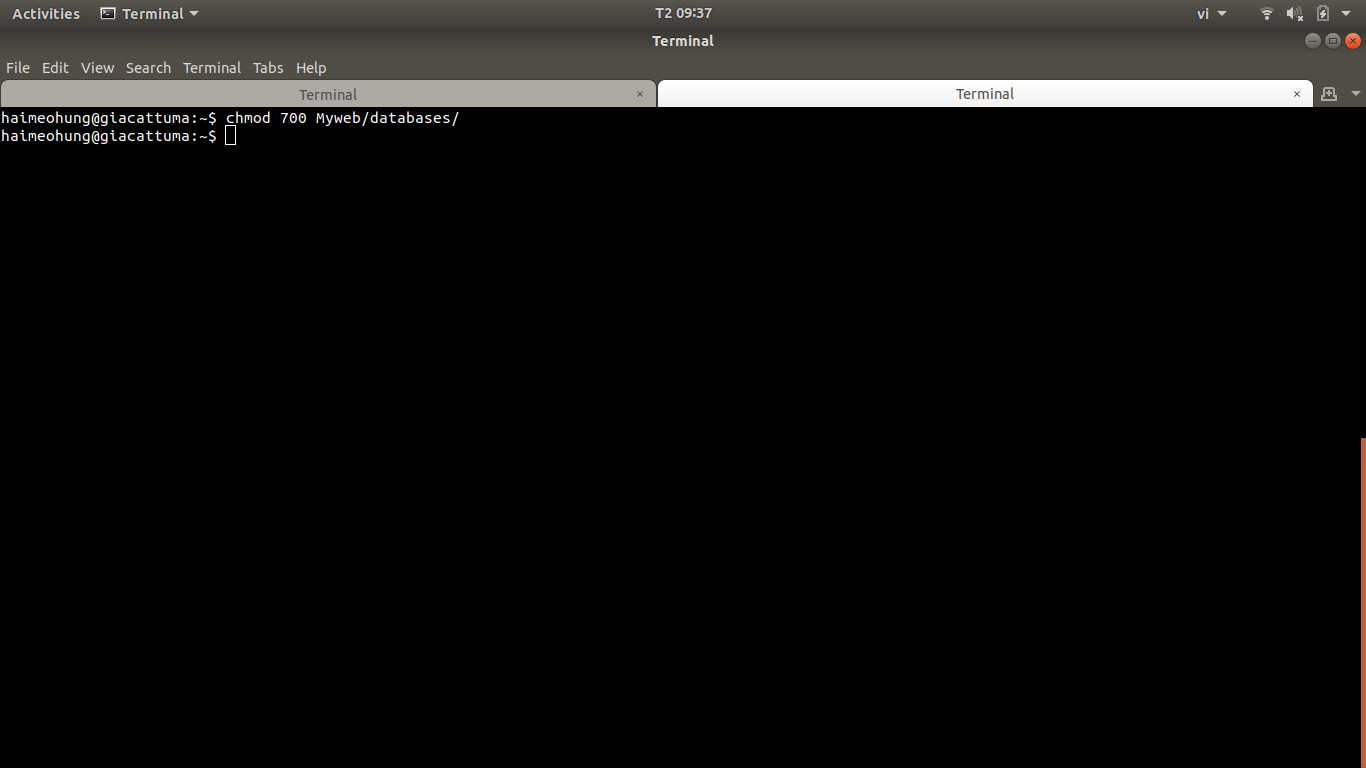 Activities Terminal T2 09:37 vi
Terminal
File Edit View Search Terminal Tabs Help
Terminal × Terminal ×
haimeohung@giacattuma:~$ chmod 700 Myweb/databases/
haimeohung@giacattuma:~$